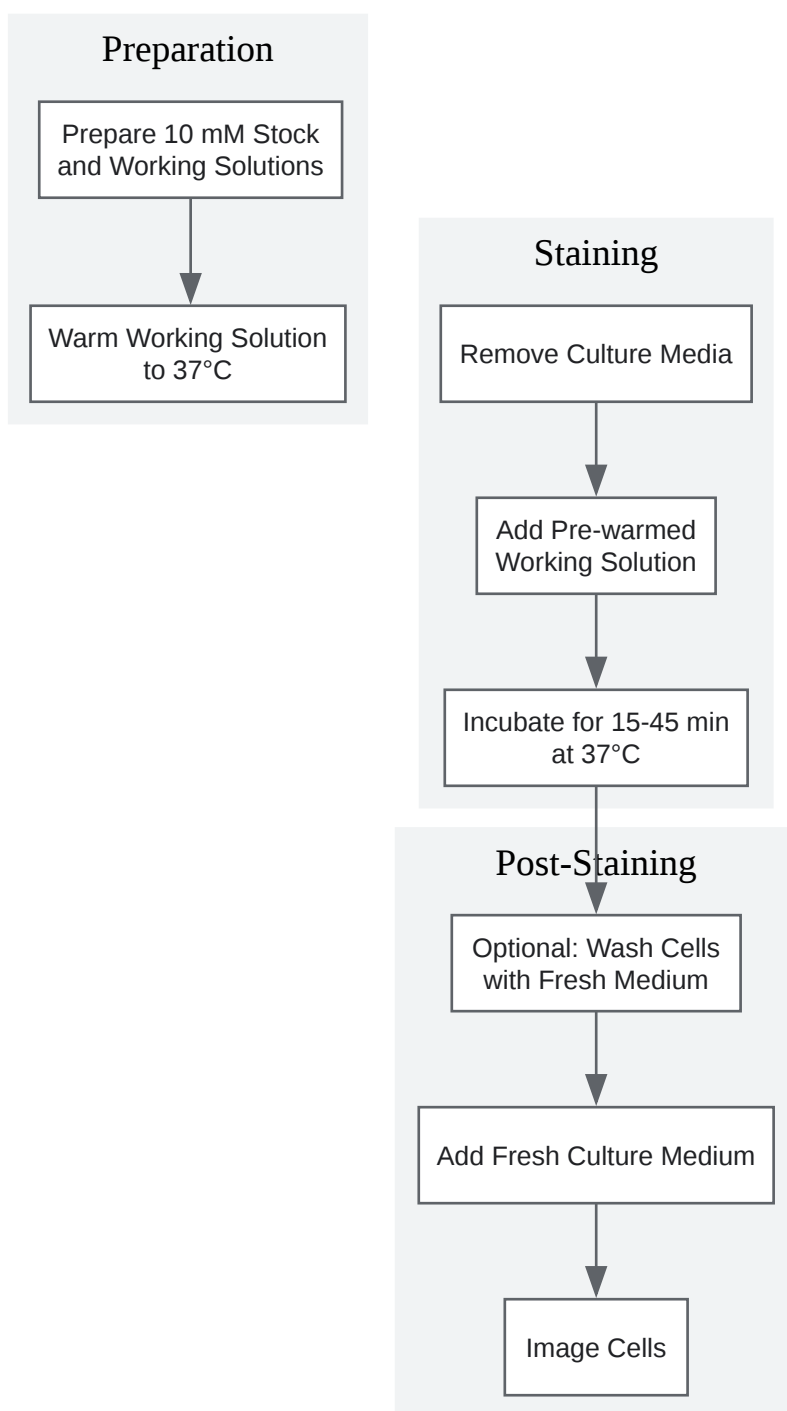 Preparation
Prepare 10 mM Stock
and Working Solutions
Warm Working Solution
to 37°C
Staining
Remove Culture Media
Add Pre-warmed
Working Solution
Incubate for 15-45 min
at 37°C
Post-Staining
Optional: Wash Cells
with Fresh Medium
Add Fresh Culture Medium
Image Cells